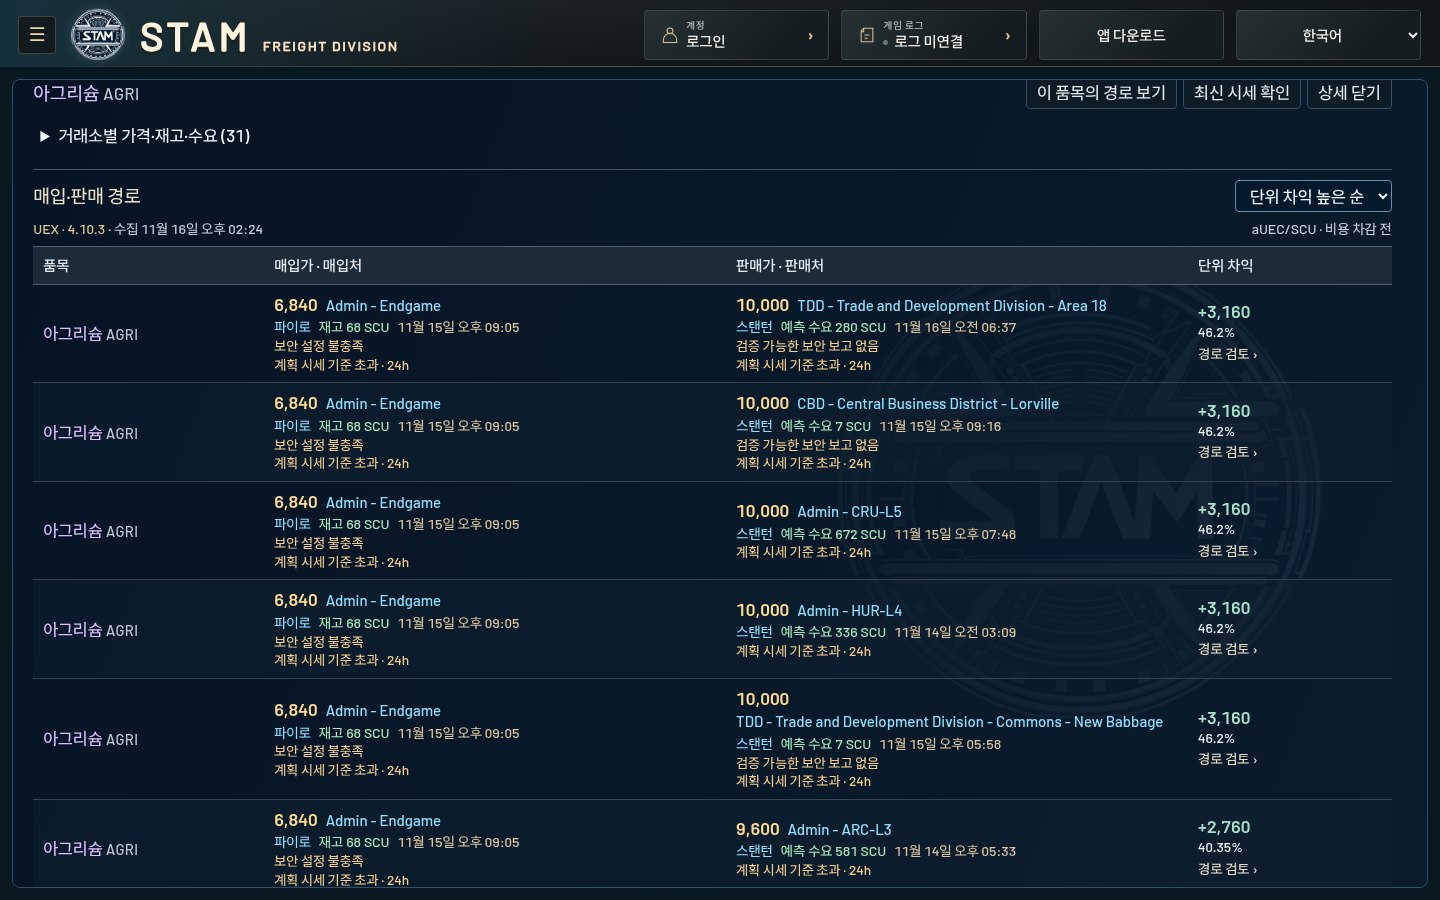 ☰ STAM STAM FREIGHT DIVISION
계정
로그인 ›
게임 로그
로그 미연결 ›
앱 다운로드
한국어
아그리슘 AGRI
이 품목의 경로 보기 최신 시세 확인 상세 닫기
▶ 거래소별 가격·재고·수요 (31)
매입·판매 경로
단위 차익 높은 순
UEX · 4.10.3 · 수집 11월 16일 오후 02:24
aUEC/SCU · 비용 차감 전
품목 매입가 · 매입처 판매가 · 판매처 단위 차익
아그리슘 AGRI
6,840 Admin - Endgame
파이로 재고 68 SCU 11월 15일 오후 09:05
보안 설정 불충족
계획 시세 기준 초과 · 24h
10,000 TDD - Trade and Development Division - Area 18
스탠턴 예측 수요 280 SCU 11월 16일 오전 06:37
검증 가능한 보안 보고 없음
계획 시세 기준 초과 · 24h
+3,160
46.2%
경로 검토 ›
아그리슘 AGRI
6,840 Admin - Endgame
파이로 재고 68 SCU 11월 15일 오후 09:05
보안 설정 불충족
계획 시세 기준 초과 · 24h
10,000 CBD - Central Business District - Lorville
스탠턴 예측 수요 7 SCU 11월 15일 오후 09:16
검증 가능한 보안 보고 없음
계획 시세 기준 초과 · 24h
+3,160
46.2%
경로 검토 ›
아그리슘 AGRI
6,840 Admin - Endgame
파이로 재고 68 SCU 11월 15일 오후 09:05
보안 설정 불충족
계획 시세 기준 초과 · 24h
10,000 Admin - CRU-L5
스탠턴 예측 수요 672 SCU 11월 15일 오후 07:48
계획 시세 기준 초과 · 24h
+3,160
46.2%
경로 검토 ›
아그리슘 AGRI
6,840 Admin - Endgame
파이로 재고 68 SCU 11월 15일 오후 09:05
보안 설정 불충족
계획 시세 기준 초과 · 24h
10,000 Admin - HUR-L4
스탠턴 예측 수요 336 SCU 11월 14일 오전 03:09
계획 시세 기준 초과 · 24h
+3,160
46.2%
경로 검토 ›
아그리슘 AGRI
6,840 Admin - Endgame
파이로 재고 68 SCU 11월 15일 오후 09:05
보안 설정 불충족
계획 시세 기준 초과 · 24h
10,000
TDD - Trade and Development Division - Commons - New Babbage
스탠턴 예측 수요 7 SCU 11월 15일 오후 05:58
검증 가능한 보안 보고 없음
계획 시세 기준 초과 · 24h
+3,160
46.2%
경로 검토 ›
아그리슘 AGRI
6,840 Admin - Endgame
파이로 재고 68 SCU 11월 15일 오후 09:05
보안 설정 불충족
계획 시세 기준 초과 · 24h
9,600 Admin - ARC-L3
스탠턴 예측 수요 581 SCU 11월 14일 오후 05:33
계획 시세 기준 초과 · 24h
+2,760
40.35%
경로 검토 ›
STAM